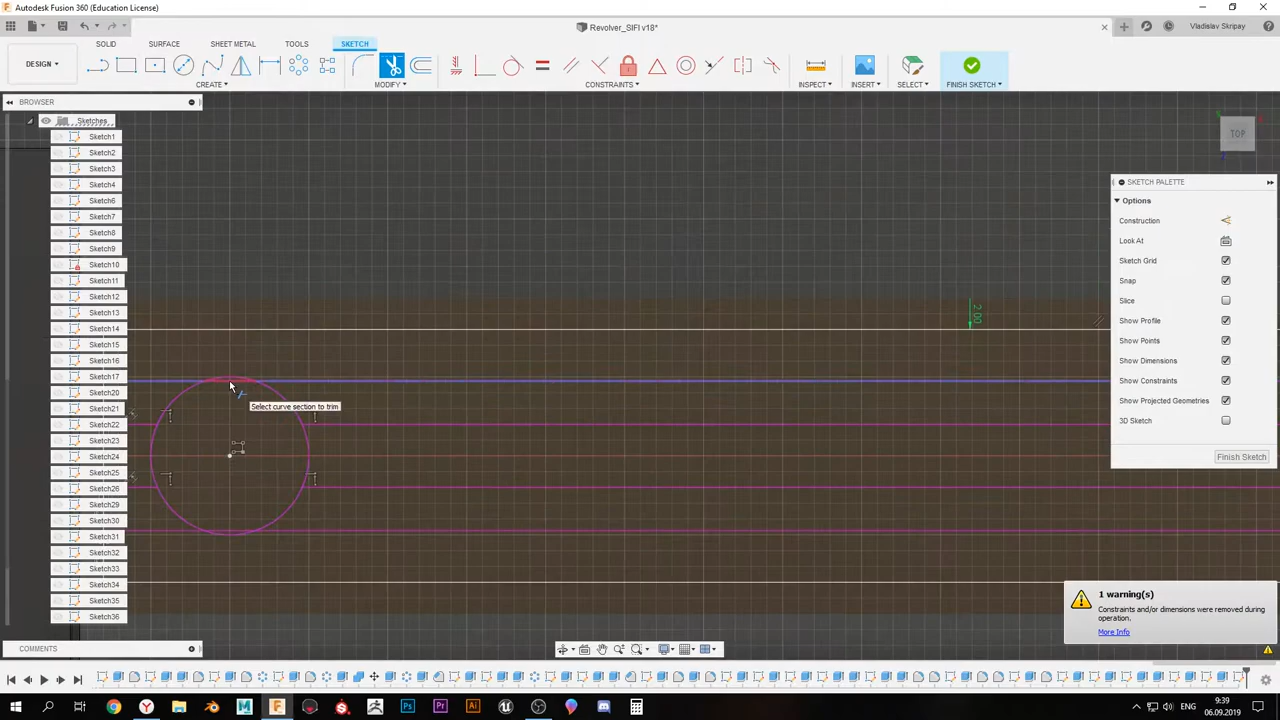 Autodesk Fusion 360 (Education License)
Revolver_SIFI v18*
Vladislav Skripay
DESIGN
SOLID SURFACE SHEET METAL TOOLS SKETCH
CREATE MODIFY CONSTRAINTS INSPECT INSERT SELECT FINISH SKETCH
BROWSER
Sketches
Sketch1
Sketch2
Sketch3
Sketch4
Sketch6
Sketch7
Sketch8
Sketch9
Sketch10
Sketch11
Sketch12
Sketch13
Sketch14
Sketch15
Sketch16
Sketch17
Sketch20
Sketch21
Sketch22
Sketch23
Sketch24
Sketch25
Sketch26
Sketch29
Sketch30
Sketch31
Sketch32
Sketch33
Sketch34
Sketch35
Sketch36
Select curve section to trim
2.00
TOP
SKETCH PALETTE
Options
Construction
Look At
Sketch Grid
Snap
Slice
Show Profile
Show Points
Show Dimensions
Show Constraints
Show Projected Geometries
3D Sketch
Finish Sketch
1 warning(s)
Constraints and/or dimensions were removed during
operation.
More Info
COMMENTS
ENG
9:39
06.09.2019